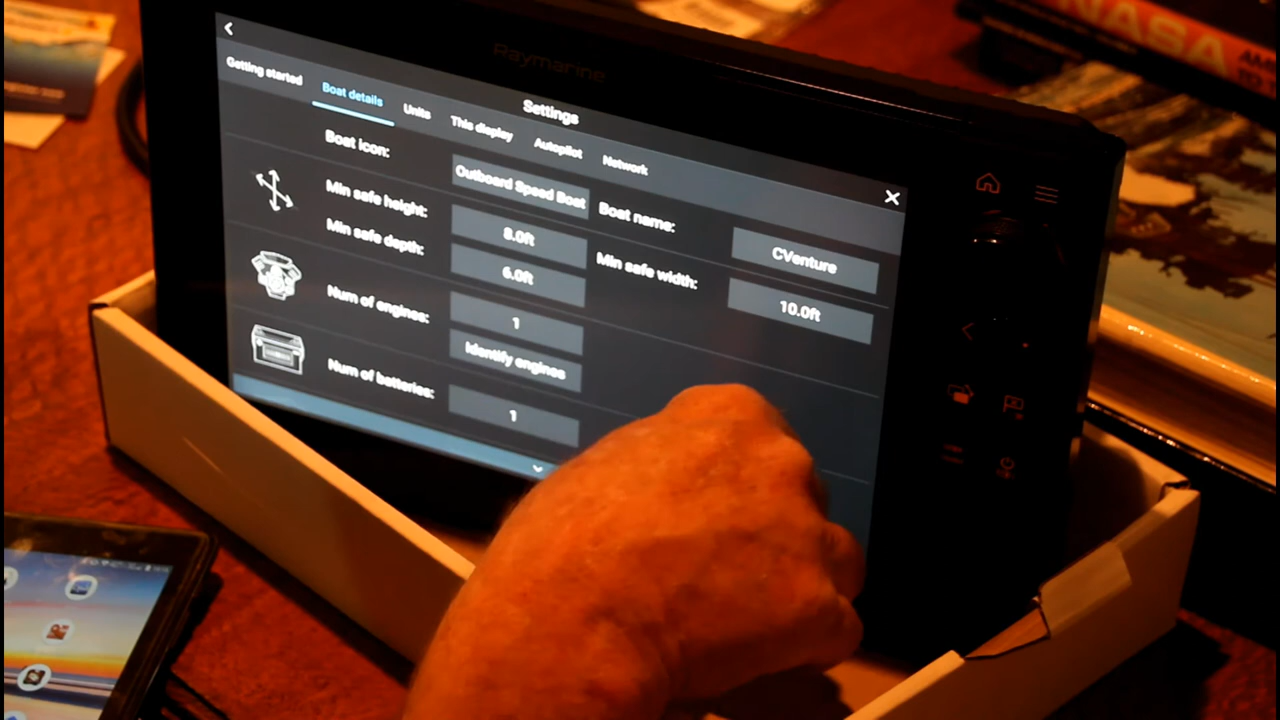 Raymarine
Settings
Getting started
Boat details
Units
This display
Autopilot
Network
Boat icon:
Outboard Speed Boat
Boat name:
CVenture
Min safe height:
8.0ft
Min safe width:
10.0ft
Min safe depth:
6.0ft
Num of engines:
1
Identify engines
Num of batteries:
1
NASA